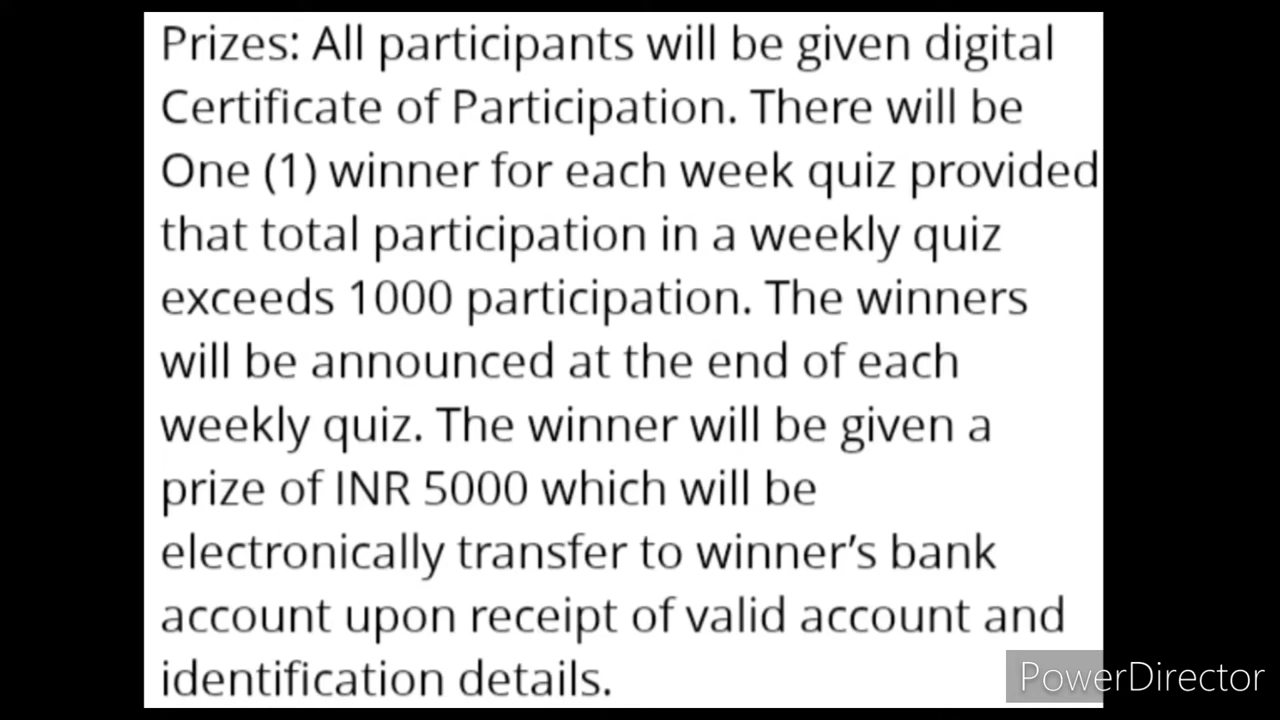 Prizes: All participants will be given digital
Certificate of Participation. There will be
One (1) winner for each week quiz provided
that total participation in a weekly quiz
exceeds 1000 participation. The winners
will be announced at the end of each
weekly quiz. The winner will be given a
prize of INR 5000 which will be
electronically transfer to winner’s bank
account upon receipt of valid account and
identification details.
PowerDirector